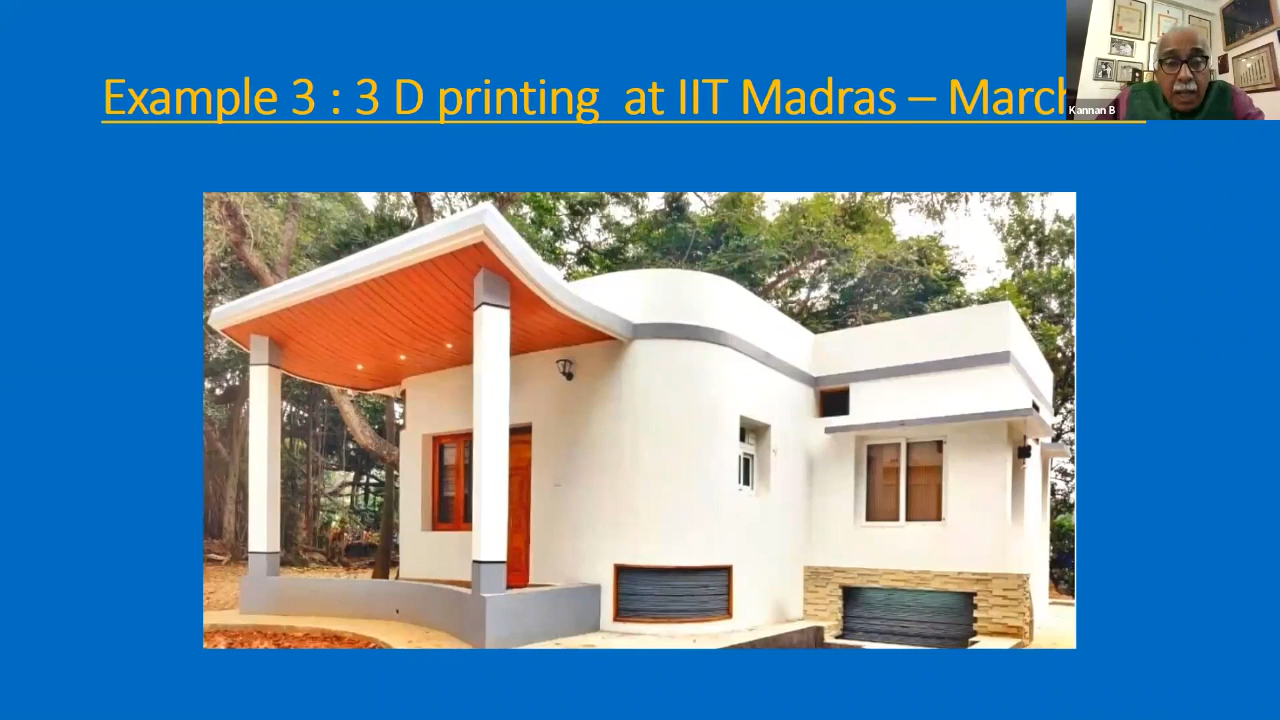 Example 3 : 3 D printing  at IIT Madras – March
Kannan B